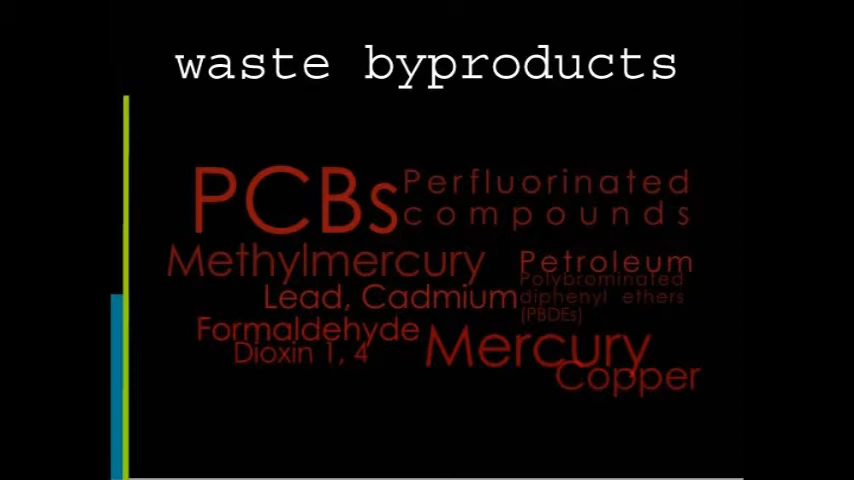 waste byproducts
PCBs
Perfluorinated
compounds
Methylmercury
Petroleum
Polybrominated
diphenyl ethers
(PBDEs)
Lead, Cadmium
Formaldehyde
Dioxin 1, 4
Mercury
Copper